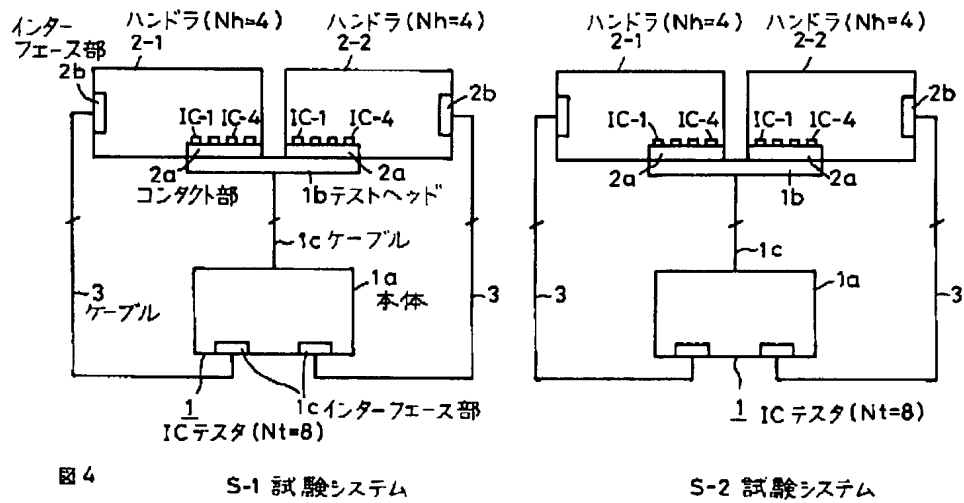 ハンドラ(Nh=4)
2-1
ハンドラ(Nh=4)
2-2
インター
フェース部
2b
2b
IC-1 IC-4
IC-1 IC-4
2a
コンタクト部
2a
1bテストヘッド
1cケーブル
1a
本体
3
ケーブル
3
1
ICテスタ(Nt=8)
1cインターフェース部
S-1 試験システム
ハンドラ(Nh=4)
2-1
ハンドラ(Nh=4)
2-2
2b
IC-1 IC-4
IC-1 IC-4
2a
2a
1b
1c
1a
3
3
1 ICテスタ(Nt=8)
S-2 試験システム
図4